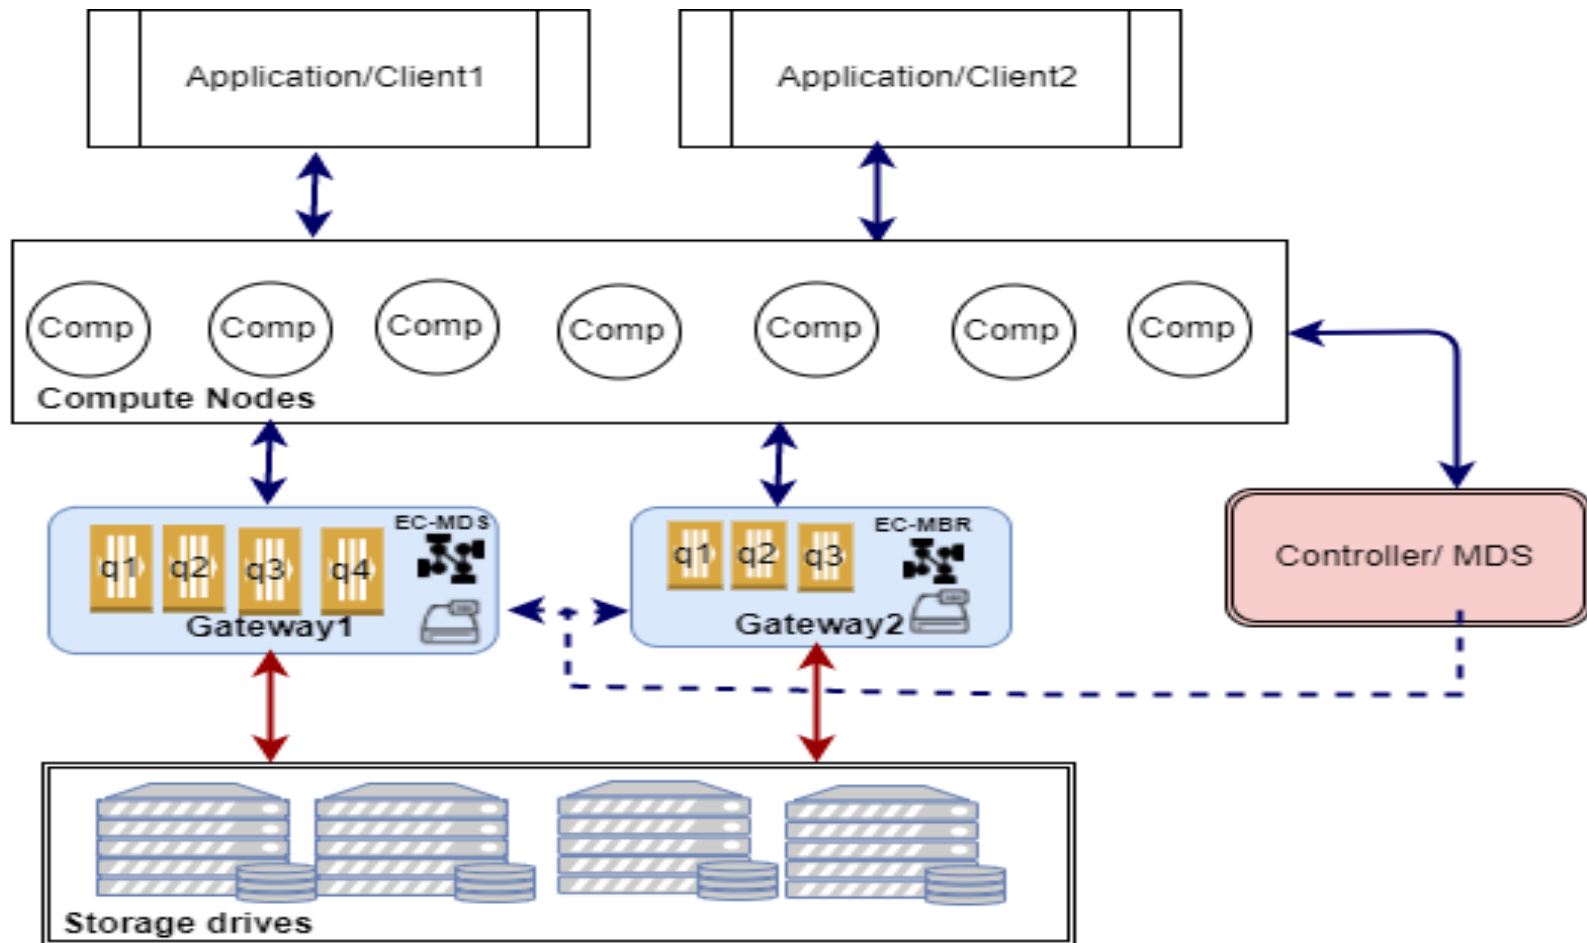 Application/Client1
Application/Client2
Comp
Comp
Comp
Comp
Comp
Comp
Comp
Compute Nodes
EC-MDS
q1
q2
q3
q4
Gateway1
EC-MBR
q1
q2
q3
Gateway2
Controller/ MDS
Storage drives